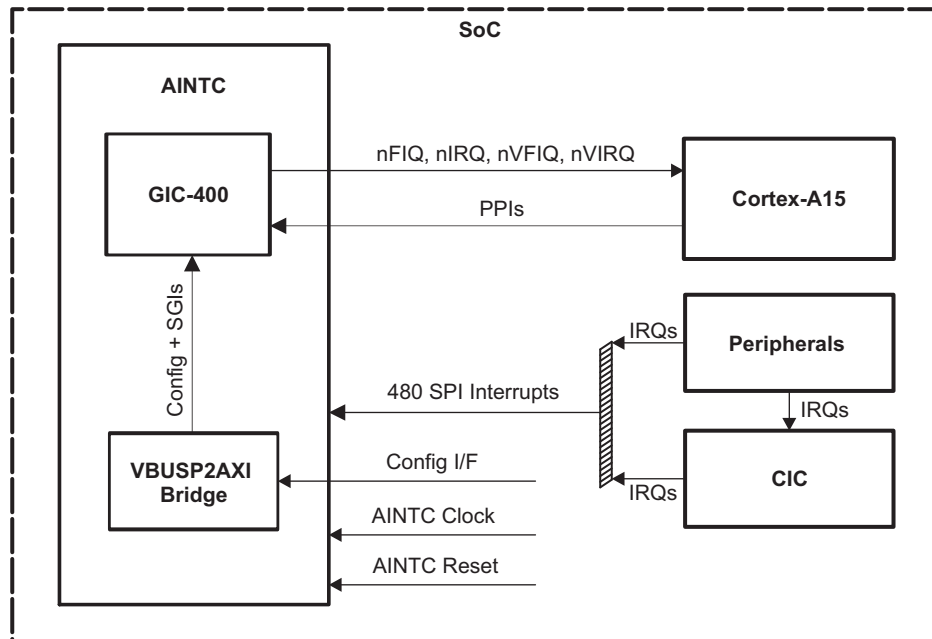 SoC
AINTC
GIC-400
nFIQ, nIRQ, nVFIQ, nVIRQ
PPIs
Cortex-A15
Config + SGIs
IRQs
Peripherals
480 SPI Interrupts
IRQs
VBUSP2AXI
Bridge
Config I/F
IRQs
CIC
AINTC Clock
AINTC Reset